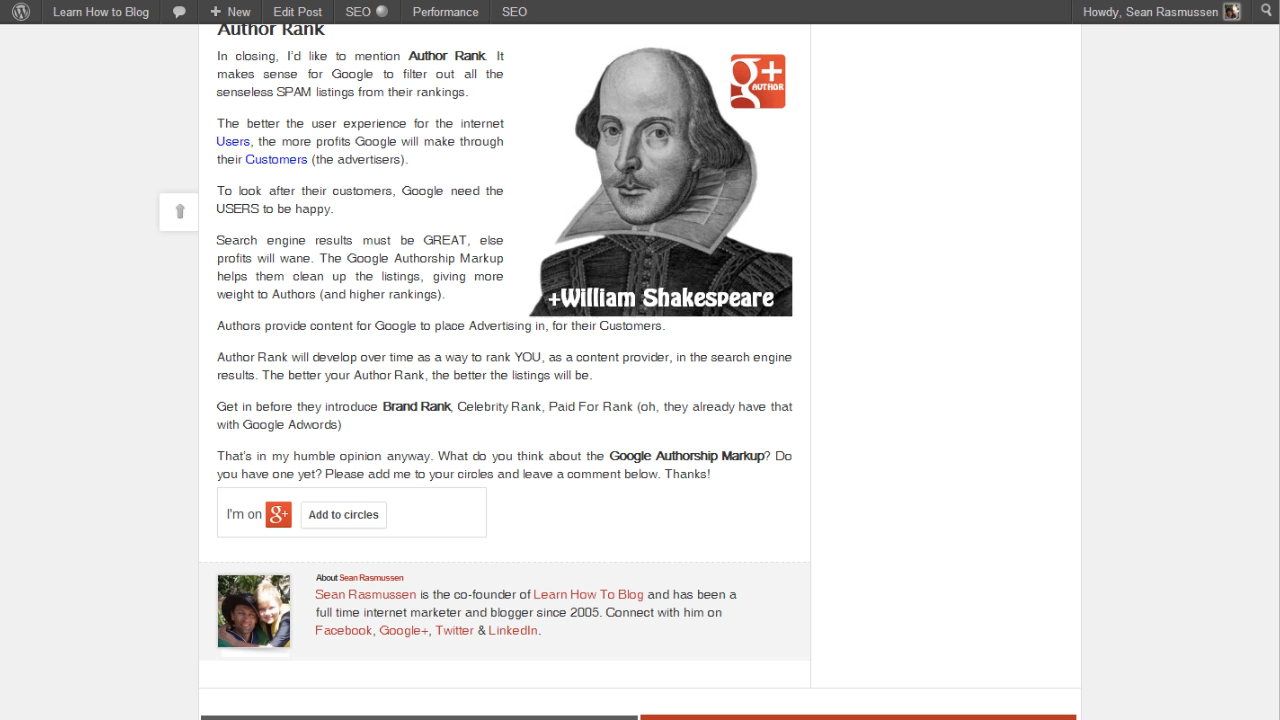 Learn How to Blog
New
Edit Post
SEO
Performance
SEO
Howdy, Sean Rasmussen
Author Rank
In closing, I'd like to mention Author Rank. It
makes sense for Google to filter out all the
senseless SPAM listings from their rankings.
The better the user experience for the internet
Users, the more profits Google will make through
their Customers (the advertisers).
To look after their customers, Google need the
USERS to be happy.
Search engine results must be GREAT, else
profits will wane. The Google Authorship Markup
helps them clean up the listings, giving more
weight to Authors (and higher rankings).
g+
AUTHOR
+William Shakespeare
Authors provide content for Google to place Advertising in, for their Customers.
Author Rank will develop over time as a way to rank YOU, as a content provider, in the search engine
results. The better your Author Rank, the better the listings will be.
Get in before they introduce Brand Rank, Celebrity Rank, Paid For Rank (oh, they already have that
with Google Adwords)
That's in my humble opinion anyway. What do you think about the Google Authorship Markup? Do
you have one yet? Please add me to your circles and leave a comment below. Thanks!
I'm on g+ Add to circles
About Sean Rasmussen
Sean Rasmussen is the co-founder of Learn How To Blog and has been a
full time internet marketer and blogger since 2005. Connect with him on
Facebook, Google+, Twitter & LinkedIn.